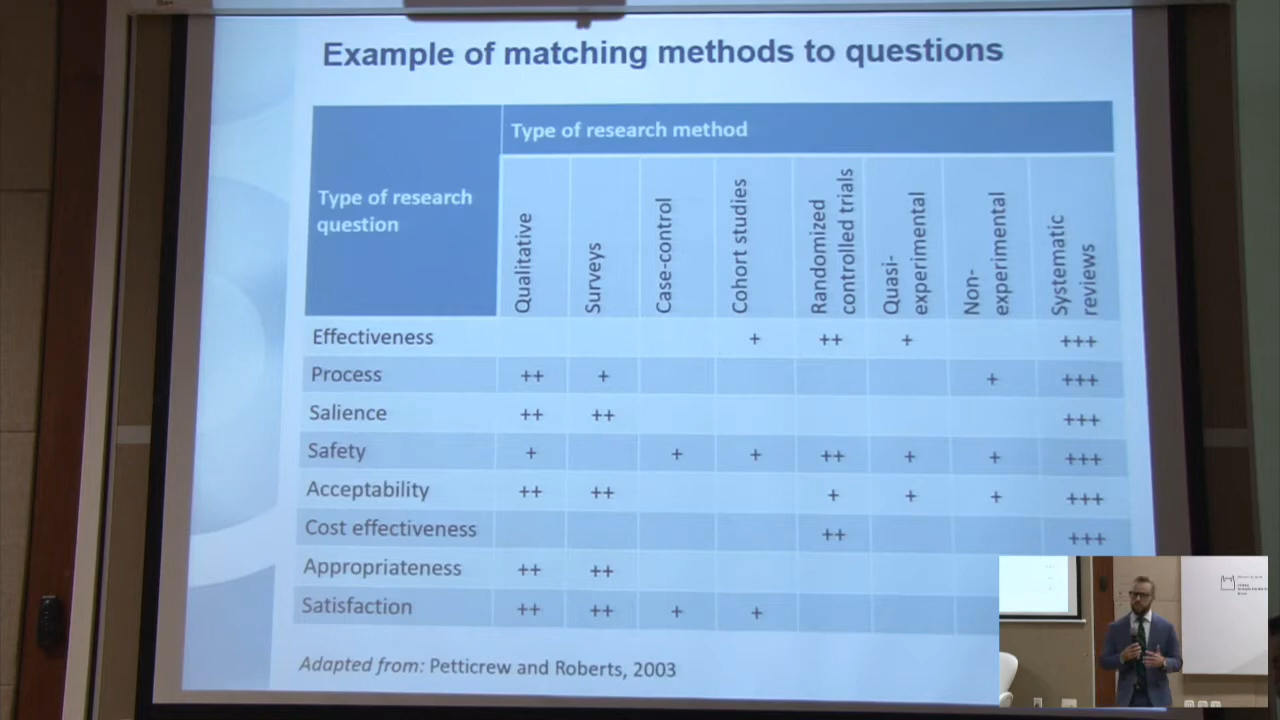 Example of matching methods to questions
Type of research method
Type of research
question
Qualitative
Surveys
Case-control
Cohort studies
Randomized
controlled trials
Quasi-
experimental
Non-
experimental
Systematic
reviews
Effectiveness + ++ + +++
Process ++ + + +++
Salience ++ ++ +++
Safety + + + ++ + + +++
Acceptability ++ ++ + + + +++
Cost effectiveness ++ +++
Appropriateness ++ ++
Satisfaction ++ ++ + +
Adapted from: Petticrew and Roberts, 2003